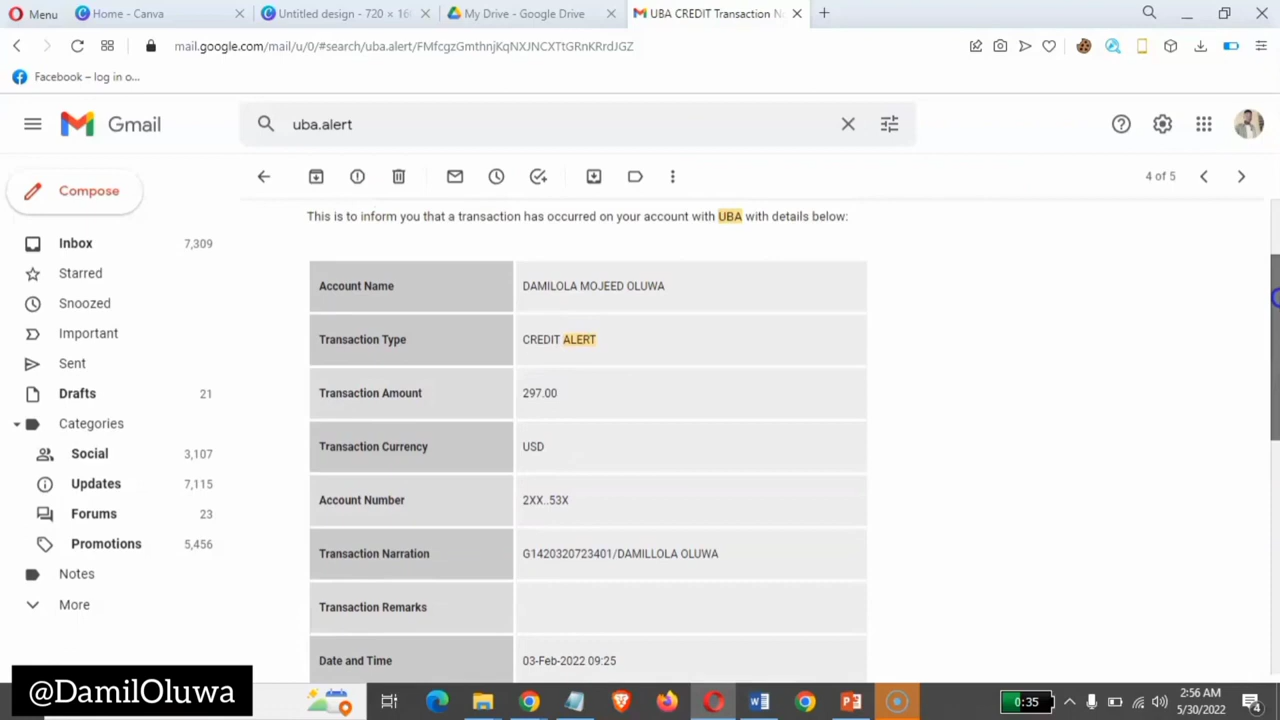 Menu
Home - Canva
Untitled design - 720 × 16
My Drive - Google Drive
UBA CREDIT Transaction N
mail.google.com/mail/u/0/#search/uba.alert/FMfcgzGmthnjKqNXJNCXTtGRnKRrdJGZ
Facebook – log in o...
Gmail
uba.alert
Compose
4 of 5
Inbox 7,309
Starred
Snoozed
Important
Sent
Drafts 21
Categories
Social 3,107
Updates 7,115
Forums 23
Promotions 5,456
Notes
More
This is to inform you that a transaction has occurred on your account with UBA with details below:
Account Name DAMILOLA MOJEED OLUWA
Transaction Type CREDIT ALERT
Transaction Amount 297.00
Transaction Currency USD
Account Number 2XX..53X
Transaction Narration G1420320723401/DAMILLOLA OLUWA
Transaction Remarks
Date and Time 03-Feb-2022 09:25
@DamilOluwa
0:35
2:56 AM
5/30/2022
4